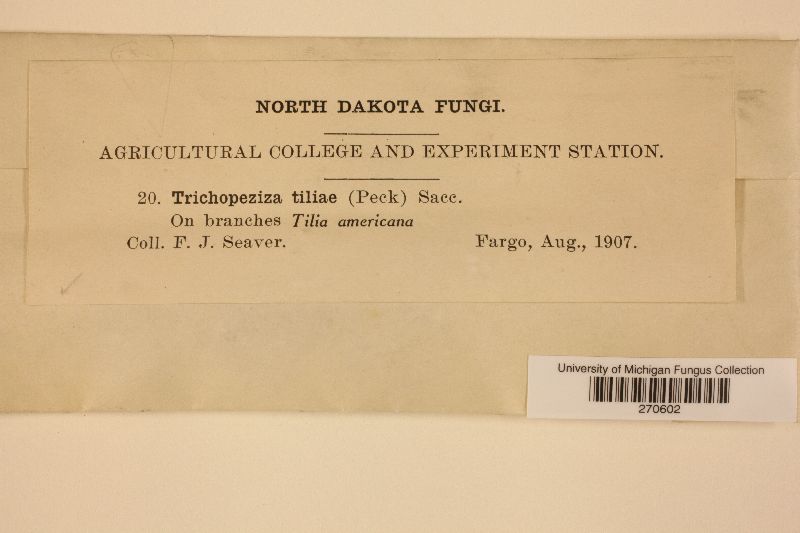 NORTH DAKOTA FUNGI.
AGRICULTURAL COLLEGE AND EXPERIMENT STATION.
20. Trichopeziza tiliae (Peck) Sacc.
On branches Tilia americana
Coll. F. J. Seaver. Fargo, Aug., 1907.
University of Michigan Fungus Collection
270602